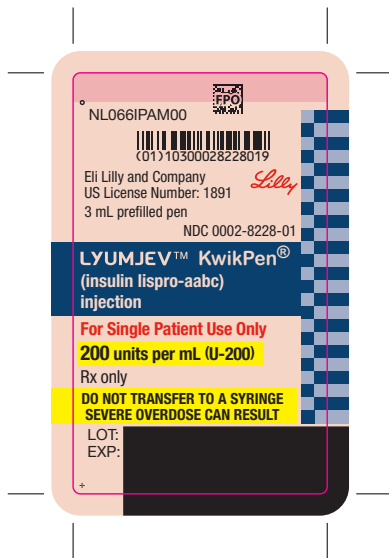 FPO
NL066IPAM00
(01)10300028228019
Eli Lilly and Company
US License Number: 1891
Lilly
3 mL prefilled pen
NDC 0002-8228-01
LYUMJEV™ KwikPen®
(insulin lispro-aabc)
injection
For Single Patient Use Only
200 units per mL (U-200)
Rx only
DO NOT TRANSFER TO A SYRINGE
SEVERE OVERDOSE CAN RESULT
LOT:
EXP: